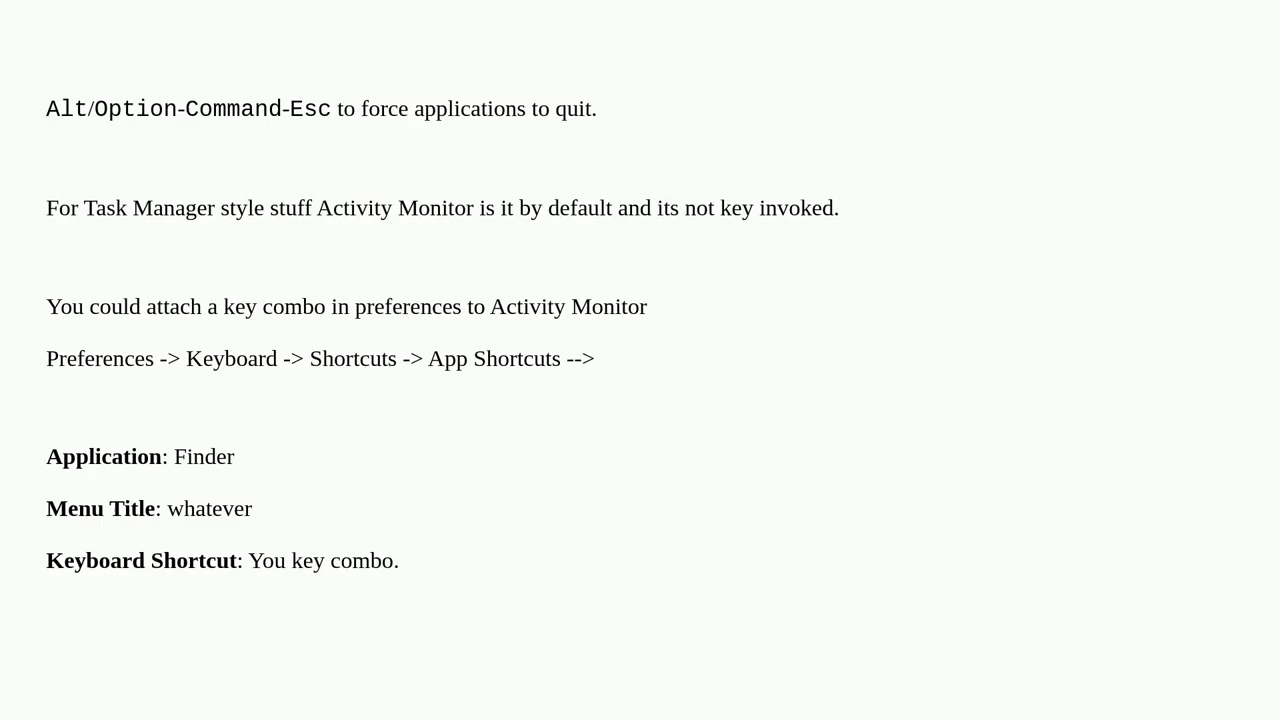 Alt/Option-Command-Esc to force applications to quit.
For Task Manager style stuff Activity Monitor is it by default and its not key invoked.
You could attach a key combo in preferences to Activity Monitor
Preferences -> Keyboard -> Shortcuts -> App Shortcuts -->
Application: Finder
Menu Title: whatever
Keyboard Shortcut: You key combo.